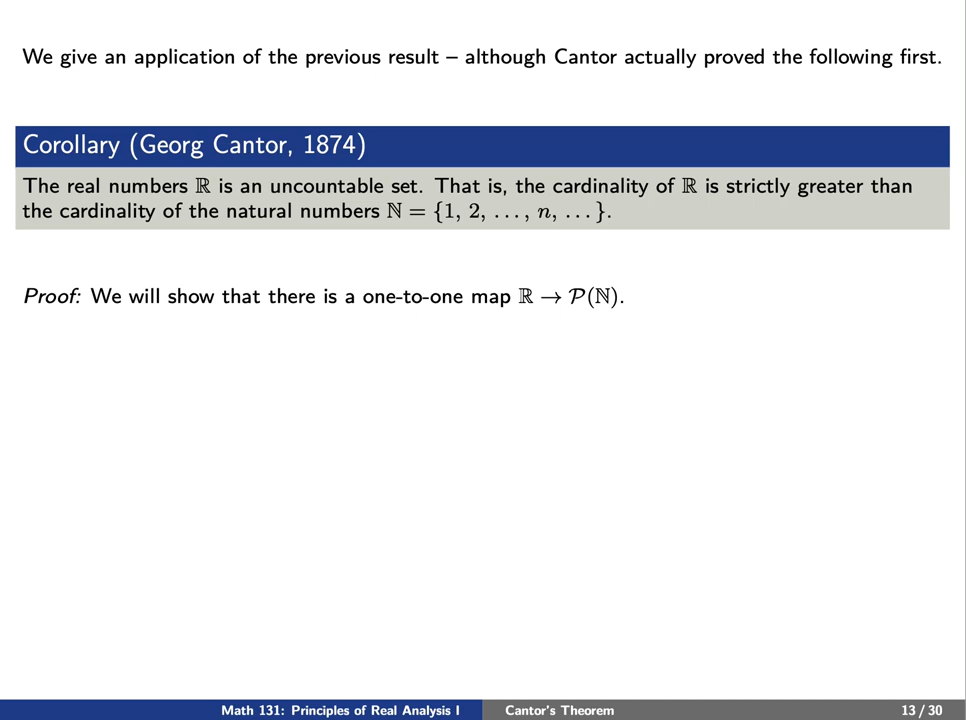 We give an application of the previous result – although Cantor actually proved the following first.
Corollary (Georg Cantor, 1874)
The real numbers ℝ is an uncountable set. That is, the cardinality of ℝ is strictly greater than
the cardinality of the natural numbers ℕ = {1, 2, ..., n, ...}.
Proof: We will show that there is a one-to-one map ℝ → 𝒫(ℕ).
Math 131: Principles of Real Analysis I Cantor's Theorem 13 / 30